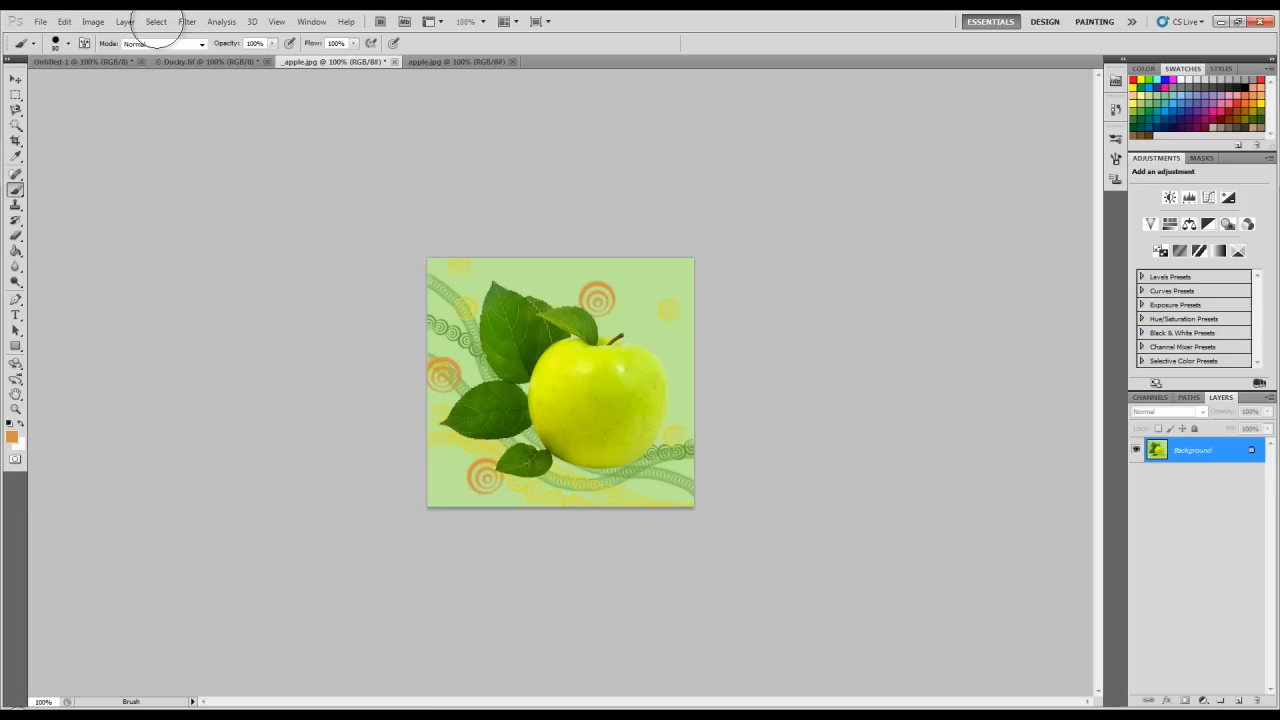 Ps File Edit Image Layer Select Filter Analysis 3D View Window Help Br Mb 100% ESSENTIALS DESIGN PAINTING CS Live
80 Mode: Normal Opacity: 100% Flow: 100%
Untitled-1 @ 100% (RGB/8) * © Ducky.tif @ 100% (RGB/8) * _apple.jpg @ 100% (RGB/8#) * apple.jpg @ 100% (RGB/8#)
COLOR SWATCHES STYLES
ADJUSTMENTS MASKS
Add an adjustment
Levels Presets
Curves Presets
Exposure Presets
Hue/Saturation Presets
Black & White Presets
Channel Mixer Presets
Selective Color Presets
CHANNELS PATHS LAYERS
Normal Opacity: 100%
Lock: Fill: 100%
Background
100% Brush